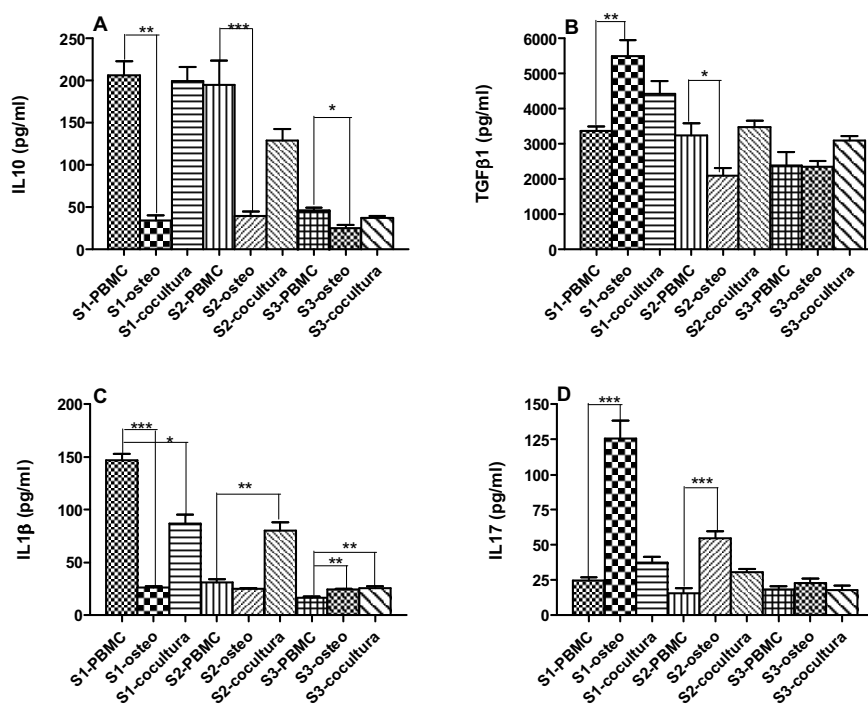 A
IL10 (pg/ml)
250
200
150
100
50
0
**
***
*
S1-PBMC
S1-osteo
S1-cocultura
S2-PBMC
S2-osteo
S2-cocultura
S3-PBMC
S3-osteo
S3-cocultura
B
TGFβ1 (pg/ml)
6000
5000
4000
3000
2000
1000
0
**
*
S1-PBMC
S1-osteo
S1-cocultura
S2-PBMC
S2-osteo
S2-cocultura
S3-PBMC
S3-osteo
S3-cocultura
C
IL1β (pg/ml)
200
150
100
50
0
***
*
**
**
**
S1-PBMC
S1-osteo
S1-cocultura
S2-PBMC
S2-osteo
S2-cocultura
S3-PBMC
S3-osteo
S3-cocultura
D
IL17 (pg/ml)
150
125
100
75
50
25
0
***
***
S1-PBMC
S1-osteo
S1-cocultura
S2-PBMC
S2-osteo
S2-cocultura
S3-PBMC
S3-osteo
S3-cocultura